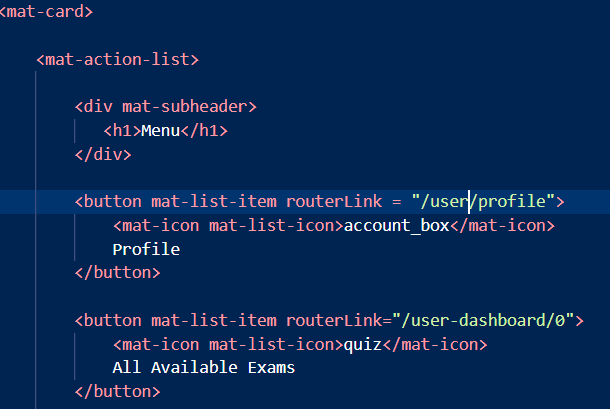 <mat-card>
<mat-action-list>
<div mat-subheader>
<h1>Menu</h1>
</div>
<button mat-list-item routerLink = "/user/profile">
<mat-icon mat-list-icon>account_box</mat-icon>
Profile
</button>
<button mat-list-item routerLink="/user-dashboard/0">
<mat-icon mat-list-icon>quiz</mat-icon>
All Available Exams
</button>